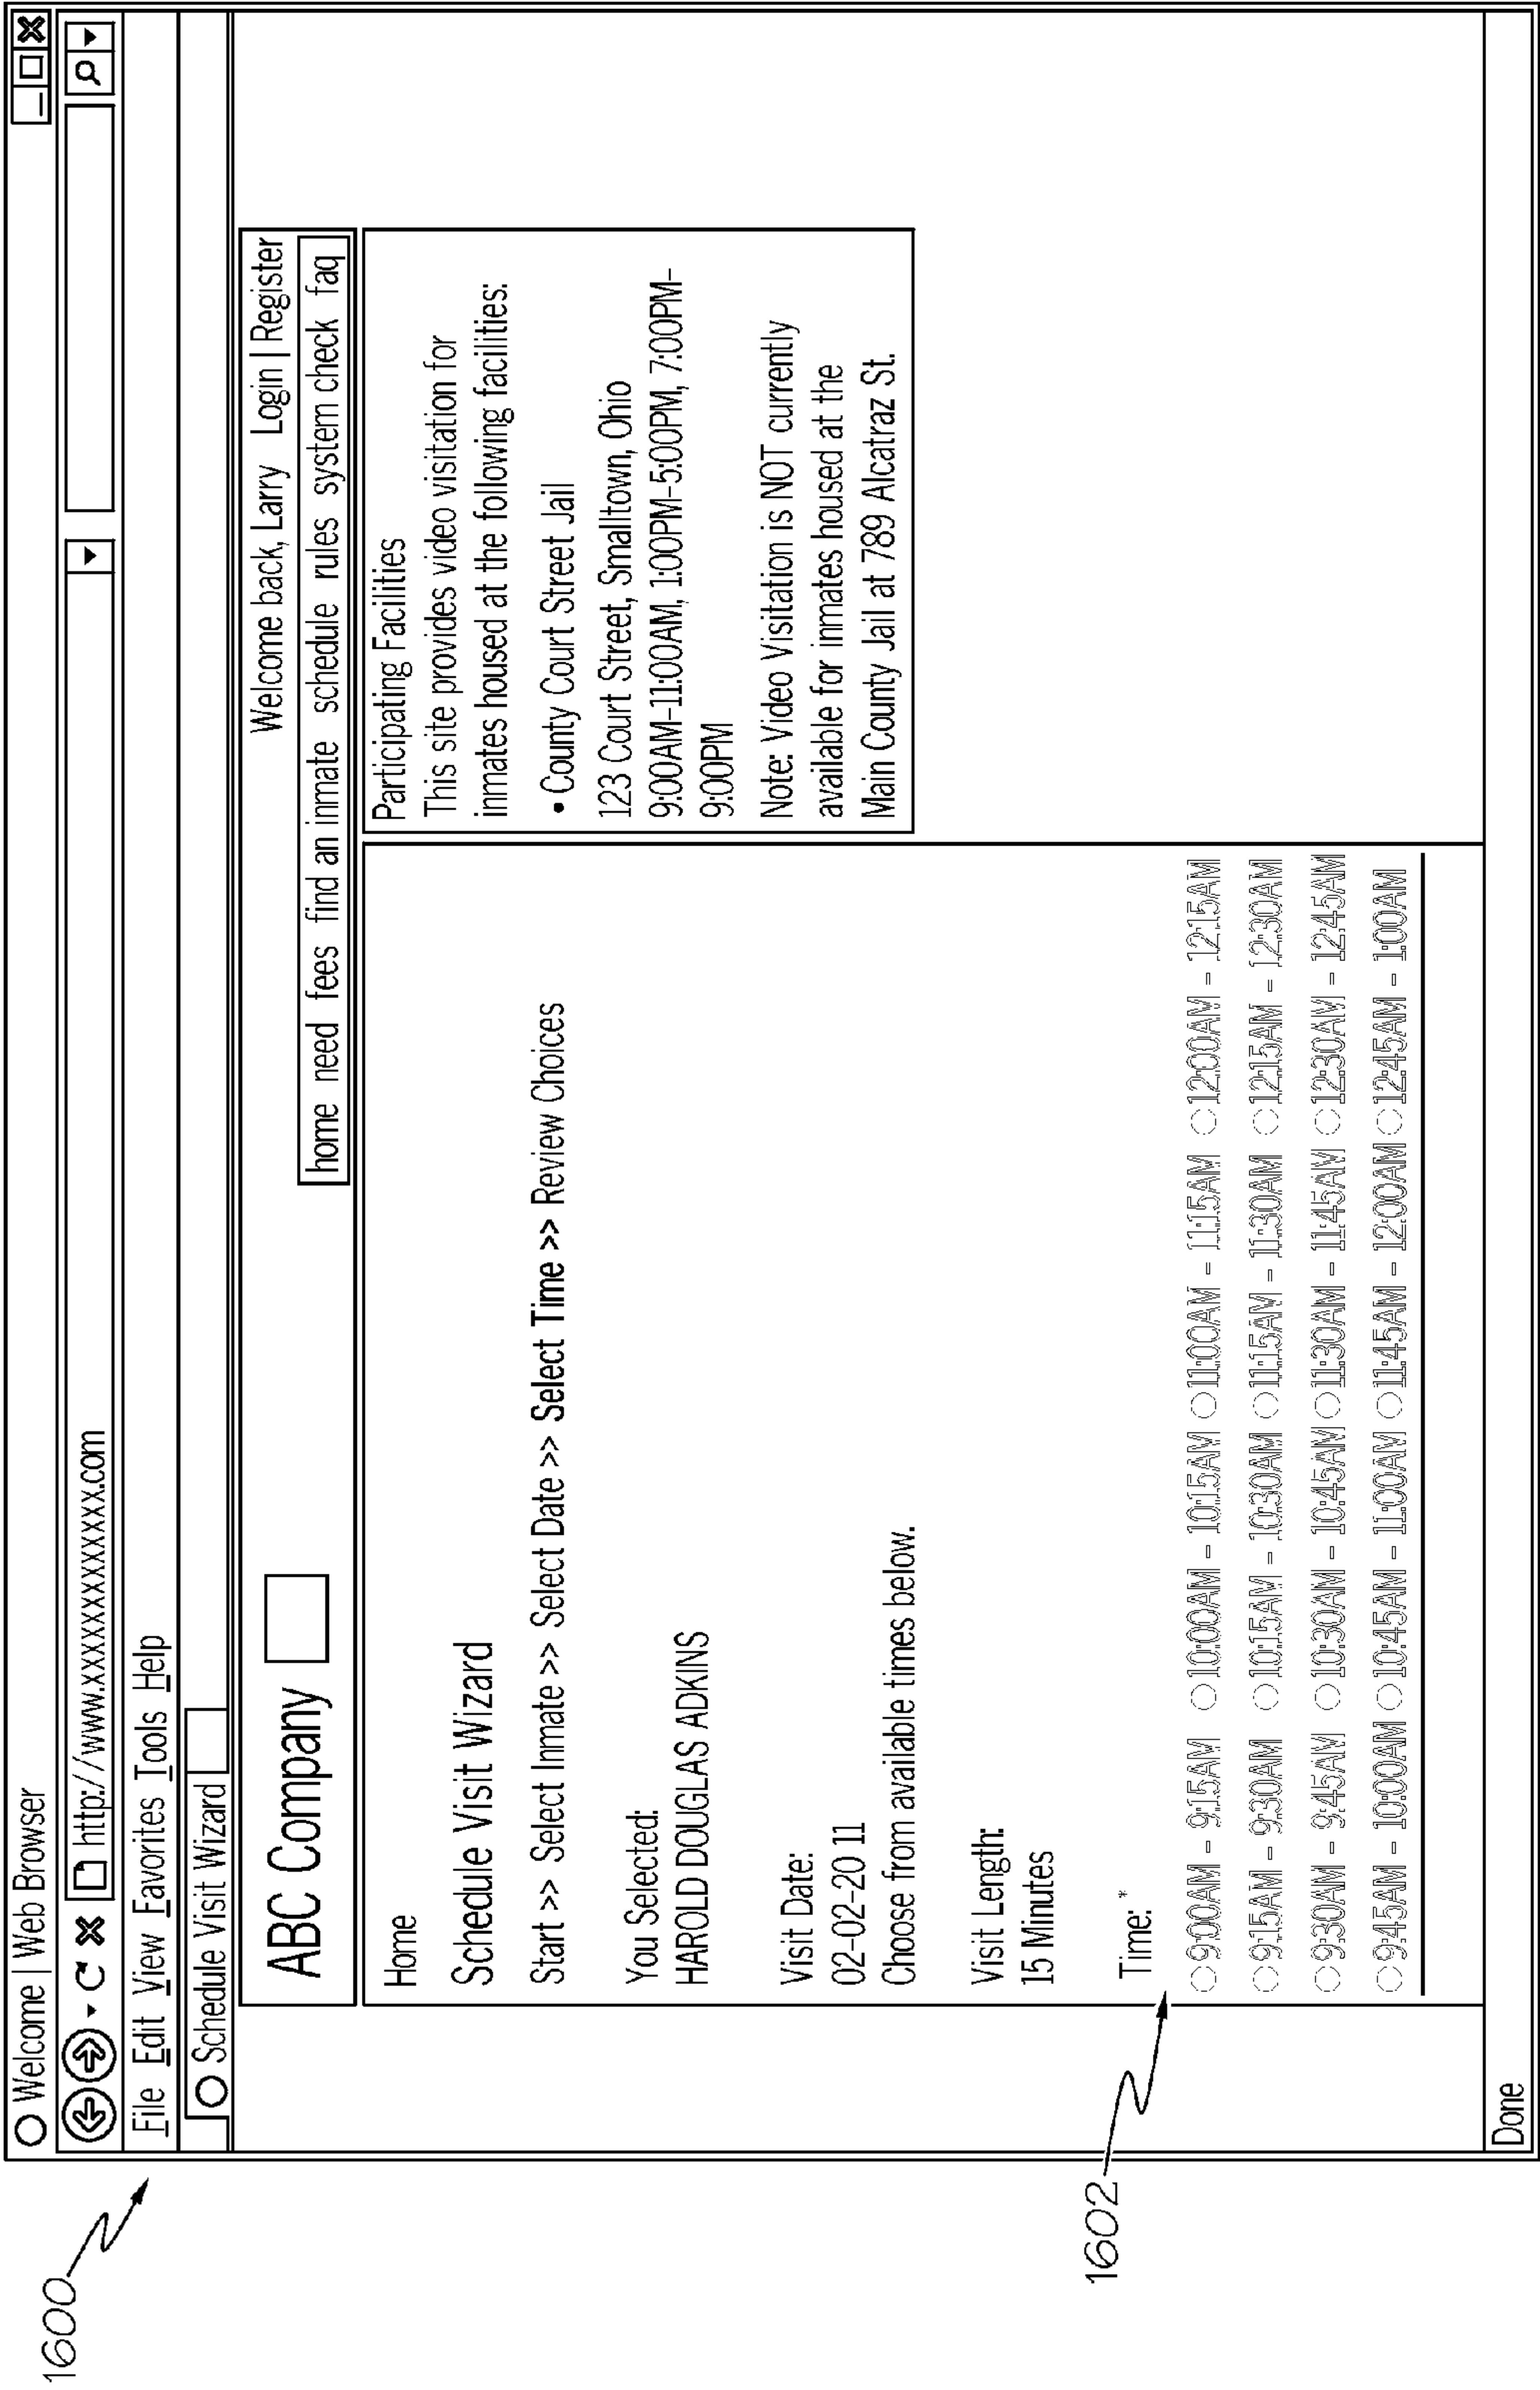 1600
Welcome | Web Browser
http://www.xxxxxxxxxxxx.com
File Edit View Favorites Tools Help
Schedule Visit Wizard
ABC Company
Welcome back, Larry Login | Register
home need fees find an inmate schedule rules system check faq
Home
Schedule Visit Wizard
Start >> Select Inmate >> Select Date >> Select Time >> Review Choices
You Selected:
HAROLD DOUGLAS ADKINS
Visit Date:
02-02-20 11
Choose from available times below.
Visit Length:
15 Minutes
Time:*
1602
9:00AM - 9:15AM 10:00AM - 10:15AM 11:00AM - 11:15AM 12:00AM - 12:15AM
9:15AM - 9:30AM 10:15AM - 10:30AM 11:15AM - 11:30AM 12:15AM - 12:30AM
9:30AM - 9:45AM 10:30AM - 10:45AM 11:30AM - 11:45AM 12:30AM - 12:45AM
9:45AM - 10:00AM 10:45AM - 11:00AM 11:45AM - 12:00AM 12:45AM - 1:00AM
Participating Facilities
This site provides video visitation for
inmates housed at the following facilities:
• County Court Street Jail
123 Court Street, Smalltown, Ohio
9:00AM-11:00AM, 1:00PM-5:00PM, 7:00PM-
9:00PM
Note: Video Visitation is NOT currently
available for inmates housed at the
Main County Jail at 789 Alcatraz St.
Done